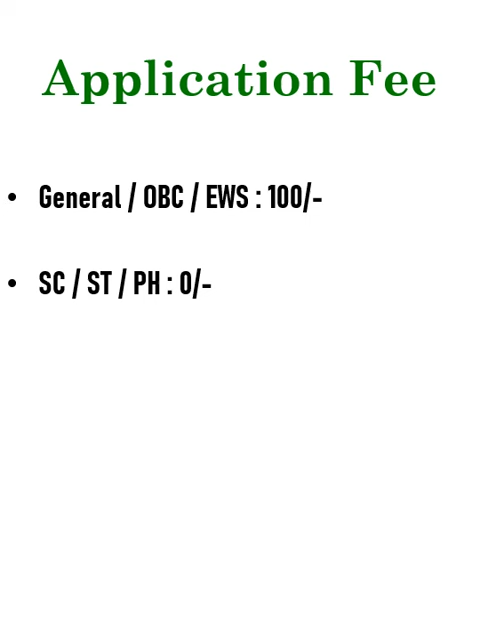 Application Fee
• General / OBC / EWS : 100/-
• SC / ST / PH : 0/-